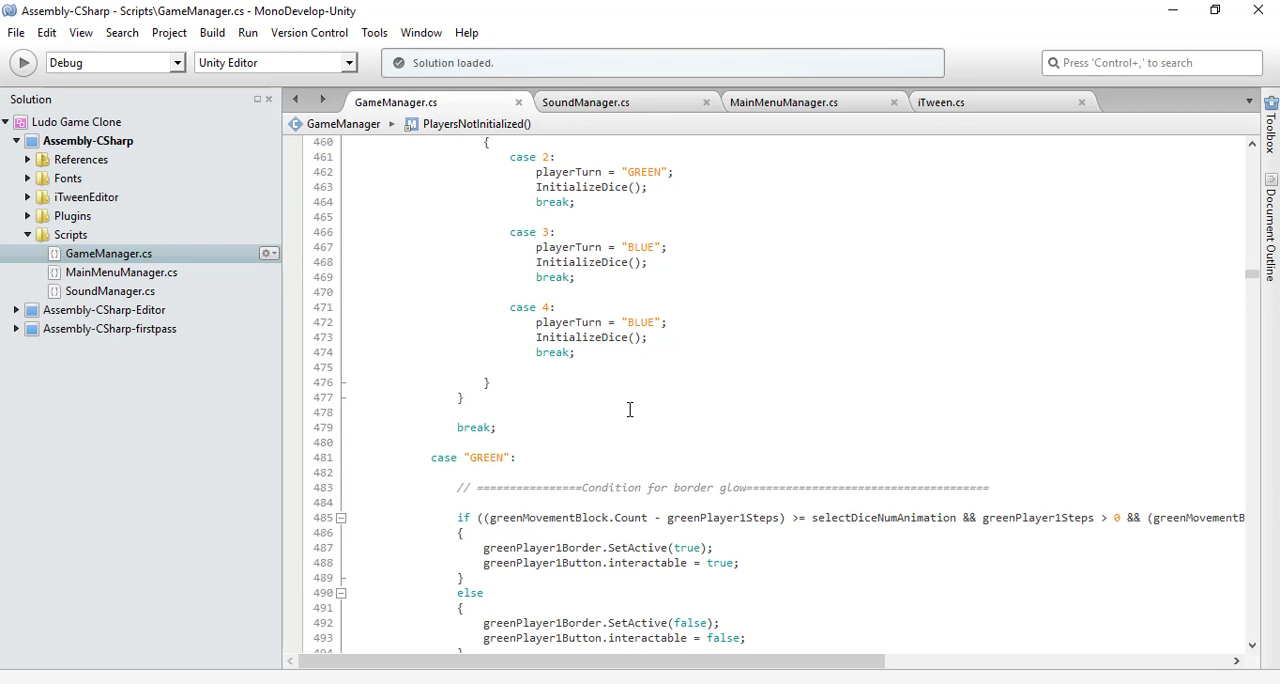 Assembly-CSharp - Scripts\GameManager.cs - MonoDevelop-Unity
File Edit View Search Project Build Run Version Control Tools Window Help
Debug Unity Editor Solution loaded. Press 'Control+,' to search
Solution
GameManager.cs SoundManager.cs MainMenuManager.cs iTween.cs
GameManager PlayersNotInitialized()
Ludo Game Clone
Assembly-CSharp
References
Fonts
iTweenEditor
Plugins
Scripts
GameManager.cs
MainMenuManager.cs
SoundManager.cs
Assembly-CSharp-Editor
Assembly-CSharp-firstpass
460 {
461 case 2:
462 playerTurn = "GREEN";
463 InitializeDice();
464 break;
465
466 case 3:
467 playerTurn = "BLUE";
468 InitializeDice();
469 break;
470
471 case 4:
472 playerTurn = "BLUE";
473 InitializeDice();
474 break;
475
476 }
477 }
478
479 break;
480
481 case "GREEN":
482
483 // ================Condition for border glow=====================================
484
485 if ((greenMovementBlock.Count - greenPlayer1Steps) >= selectDiceNumAnimation && greenPlayer1Steps > 0 && (greenMovementB
486 {
487 greenPlayer1Border.SetActive(true);
488 greenPlayer1Button.interactable = true;
489 }
490 else
491 {
492 greenPlayer1Border.SetActive(false);
493 greenPlayer1Button.interactable = false;
Toolbox
Document Outline